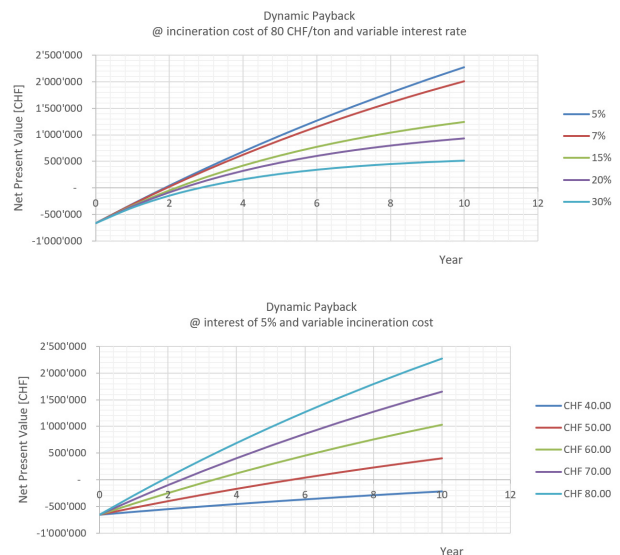 Dynamic Payback
@ incineration cost of 80 CHF/ton and variable interest rate
Net Present Value [CHF]
2'500'000
2'000'000
1'500'000
1'000'000
500'000
-
-500'000
-1'000'000
0 2 4 6 8 10 12
Year
5%
7%
15%
20%
30%
Dynamic Payback
@ interest of 5% and variable incineration cost
Net Present Value [CHF]
2'500'000
2'000'000
1'500'000
1'000'000
500'000
-
-500'000
-1'000'000
0 2 4 6 8 10 12
Year
CHF 40.00
CHF 50.00
CHF 60.00
CHF 70.00
CHF 80.00